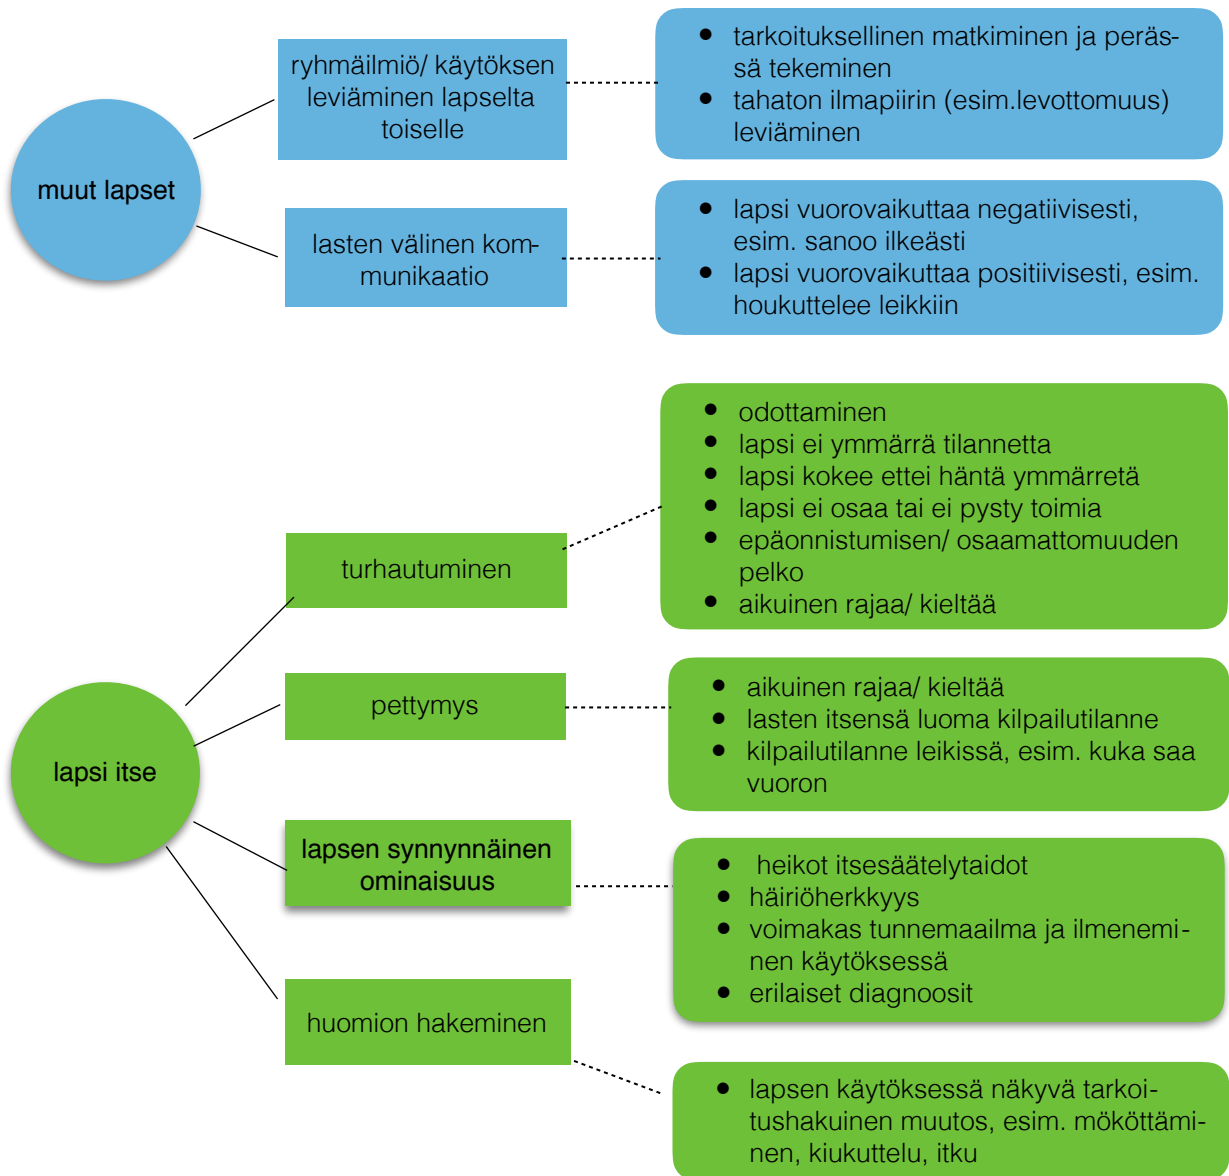 muut lapset
ryhmäilmiö/ käytöksen
leviäminen lapselta
toiselle
• tarkoituksellinen matkiminen ja peräs-
sä tekeminen
• tahaton ilmapiirin (esim.levottomuus)
leviäminen
lasten välinen kom-
munikaatio
• lapsi vuorovaikuttaa negatiivisesti,
esim. sanoo ilkeästi
• lapsi vuorovaikuttaa positiivisesti, esim.
houkuttelee leikkiin
lapsi itse
turhautuminen
• odottaminen
• lapsi ei ymmärrä tilannetta
• lapsi kokee ettei häntä ymmärretä
• lapsi ei osaa tai ei pysty toimia
• epäonnistumisen/ osaamattomuuden
pelko
• aikuinen rajaa/ kieltää
pettymys
• aikuinen rajaa/ kieltää
• lasten itsensä luoma kilpailutilanne
• kilpailutilanne leikissä, esim. kuka saa
vuoron
lapsen synnynnäinen
ominaisuus
• heikot itsesäätelytaidot
• häiriöherkkyys
• voimakas tunnemaailma ja ilmenemi-
nen käytöksessä
• erilaiset diagnoosit
huomion hakeminen
• lapsen käytöksessä näkyvä tarkoi-
tushakuinen muutos, esim. mököttämi-
nen, kiukuttelu, itku